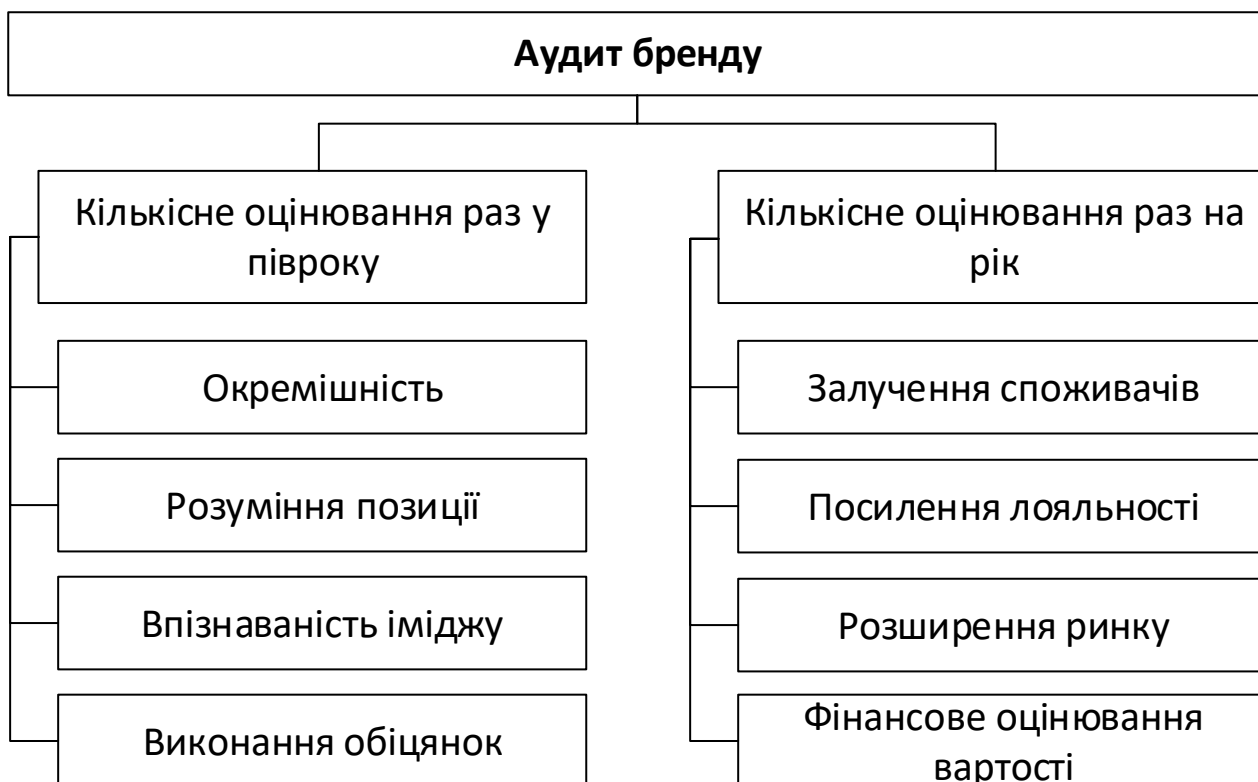 Аудит бренду
Кількісне оцінювання раз у
півроку
Окремішність
Розуміння позиції
Впізнаваність іміджу
Виконання обіцянок
Кількісне оцінювання раз на
рік
Залучення споживачів
Посилення лояльності
Розширення ринку
Фінансове оцінювання
вартості